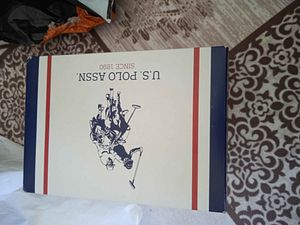 U.S. POLO ASSN.
SINCE 1890